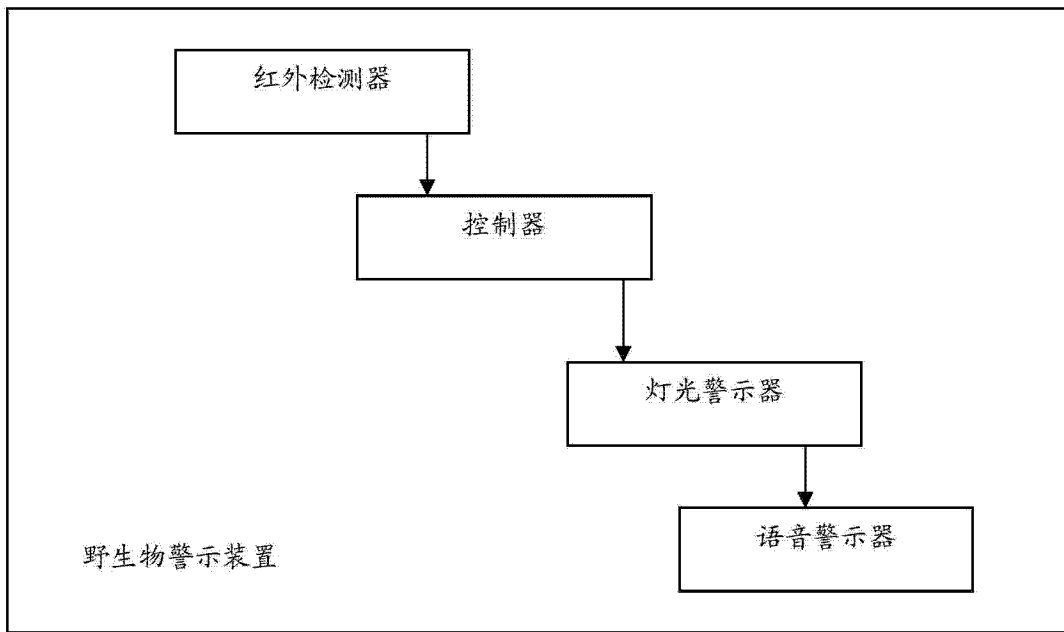 红外检测器
控制器
灯光警示器
语音警示器
野生物警示装置